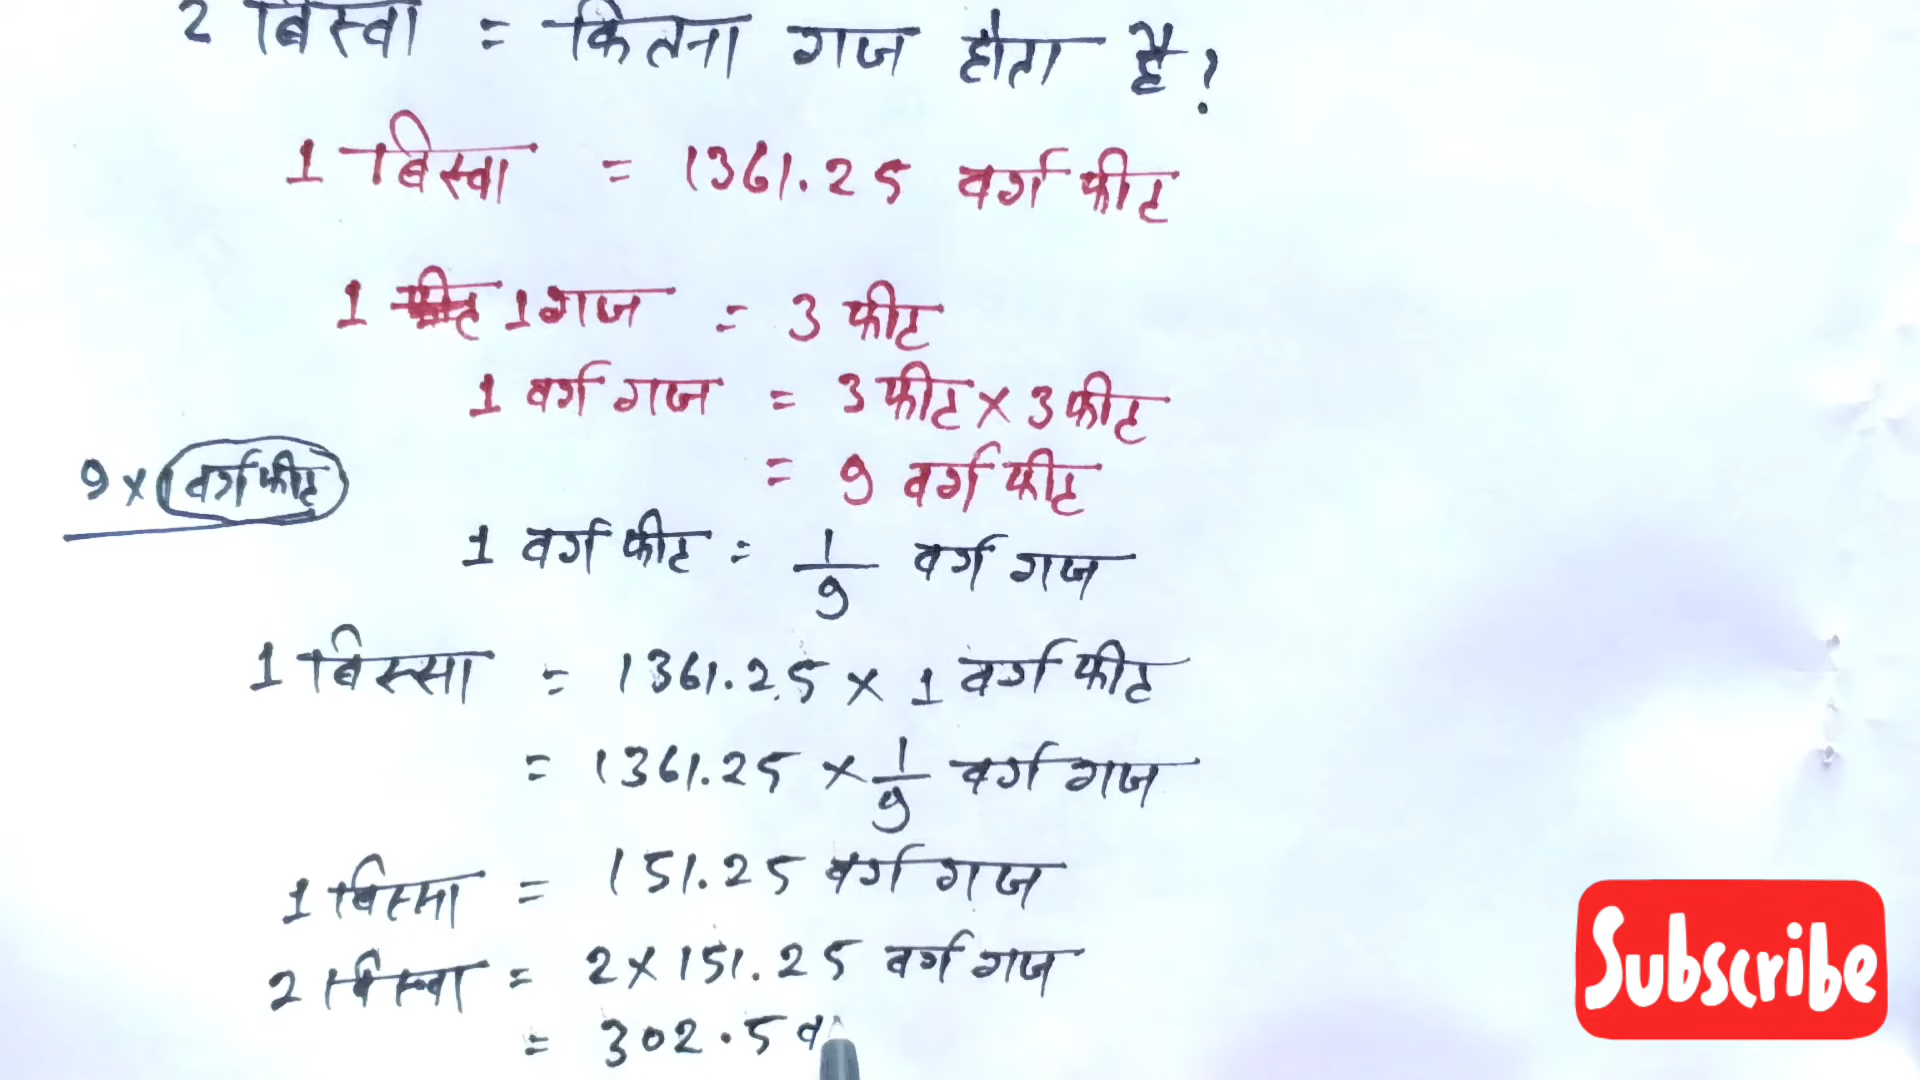 2 बिस्वा = कितना गज होता है?
1 बिस्वा = 1361.25 वर्ग फीट
1 फीट 1 गज = 3 फीट
1 वर्ग गज = 3 फीट × 3 फीट
= 9 वर्ग फीट
9 × वर्ग फीट
1 वर्ग फीट = 1/9 वर्ग गज
1 बिस्सा = 1361.25 × 1 वर्ग फीट
= 1361.25 × 1/9 वर्ग गज
1 बिस्सा = 151.25 वर्ग गज
2 बिस्वा = 2 × 151.25 वर्ग गज
= 302.5 व
Subscribe